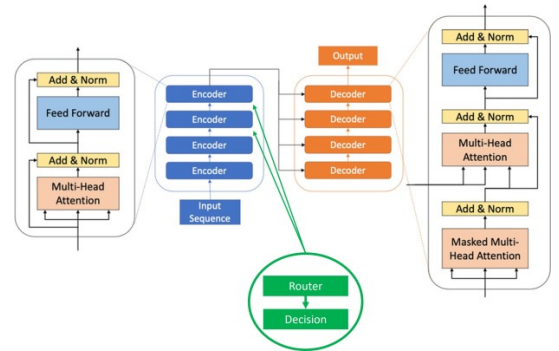 Add & Norm
Feed Forward
Add & Norm
Multi-Head
Attention
Encoder
Encoder
Encoder
Encoder
Input
Sequence
Output
Decoder
Decoder
Decoder
Decoder
Add & Norm
Feed Forward
Add & Norm
Multi-Head
Attention
Add & Norm
Masked Multi-
Head Attention
Router
Decision